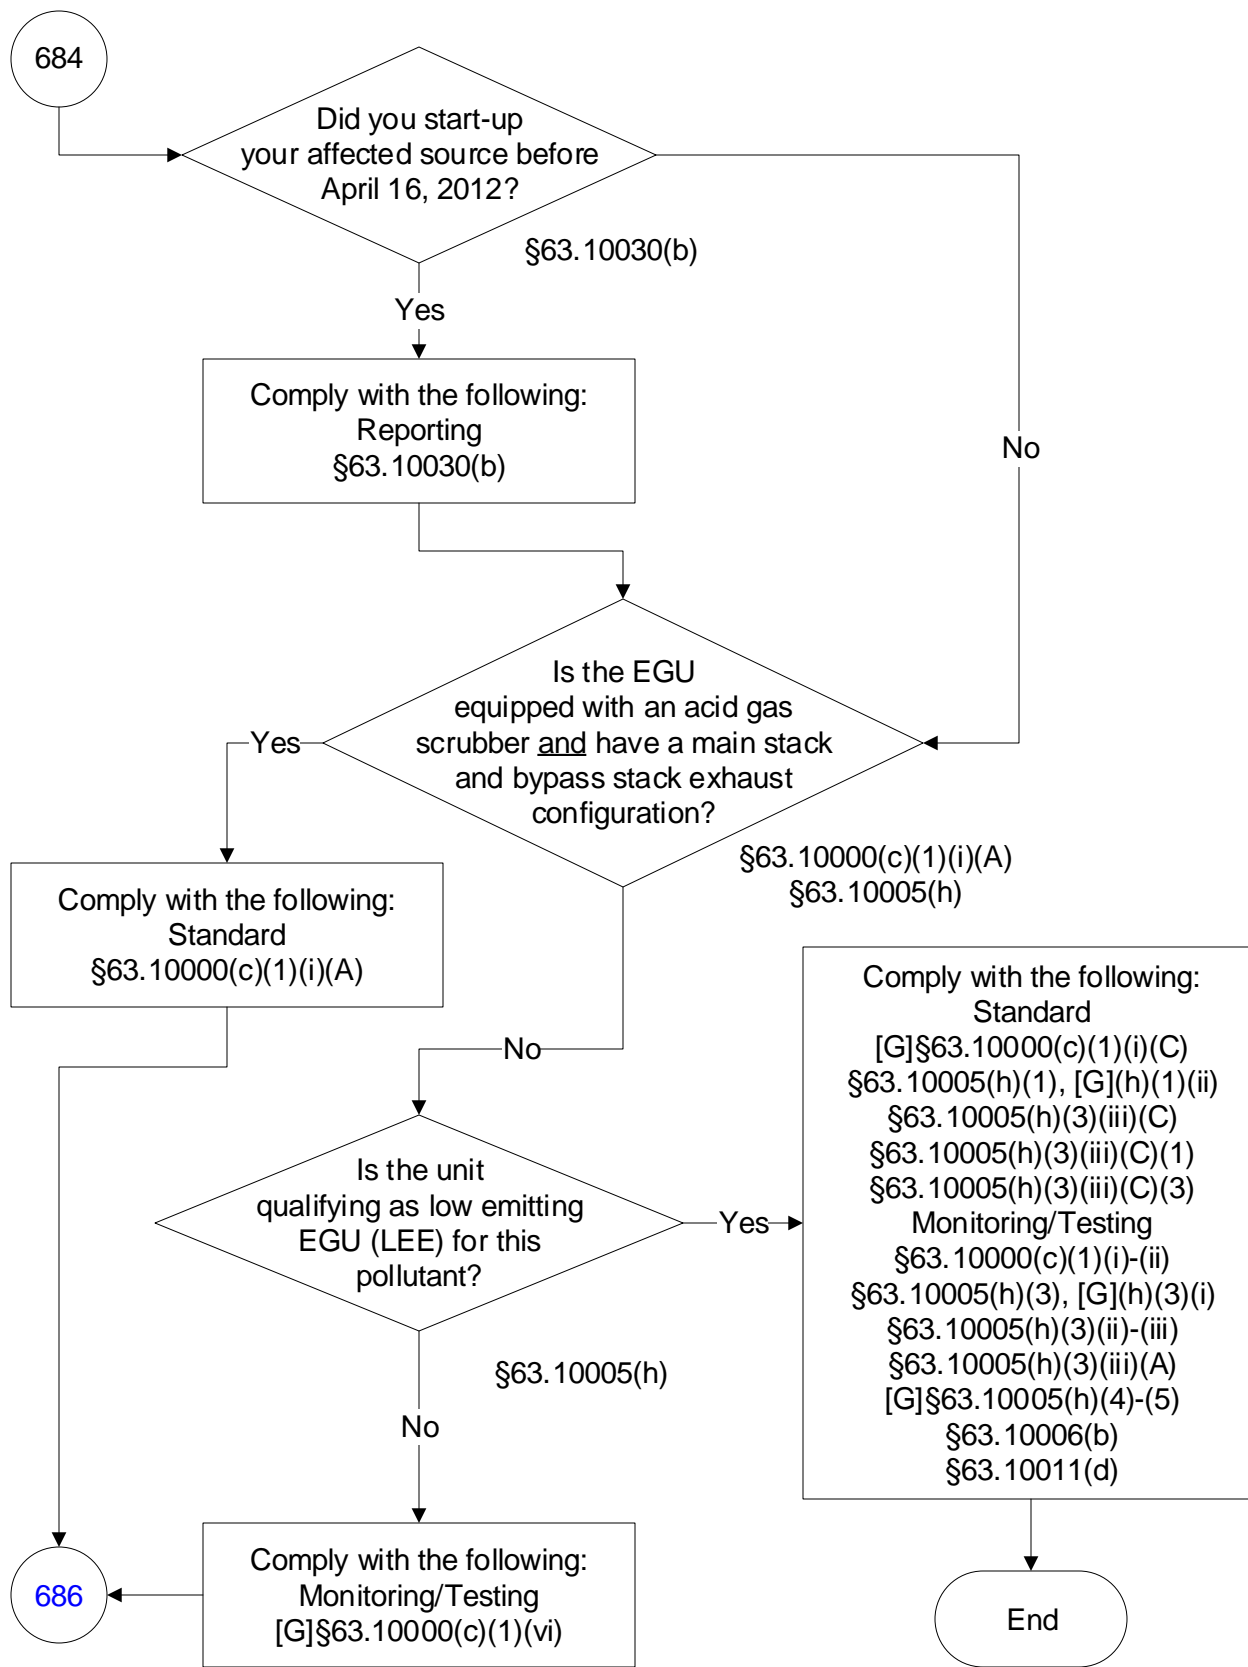 684
Did you start-up
your affected source before
April 16, 2012?
§63.10030(b)
Yes
Comply with the following:
Reporting
§63.10030(b)
No
Is the EGU
equipped with an acid gas
scrubber and have a main stack
and bypass stack exhaust
configuration?
Yes
§63.10000(c)(1)(i)(A)
§63.10005(h)
Comply with the following:
Standard
§63.10000(c)(1)(i)(A)
No
Is the unit
qualifying as low emitting
EGU (LEE) for this
pollutant?
Yes
§63.10005(h)
Comply with the following:
Standard
[G]§63.10000(c)(1)(i)(C)
§63.10005(h)(1), [G](h)(1)(ii)
§63.10005(h)(3)(iii)(C)
§63.10005(h)(3)(iii)(C)(1)
§63.10005(h)(3)(iii)(C)(3)
Monitoring/Testing
§63.10000(c)(1)(i)-(ii)
§63.10005(h)(3), [G](h)(3)(i)
§63.10005(h)(3)(ii)-(iii)
§63.10005(h)(3)(iii)(A)
[G]§63.10005(h)(4)-(5)
§63.10006(b)
§63.10011(d)
No
Comply with the following:
Monitoring/Testing
[G]§63.10000(c)(1)(vi)
686
End